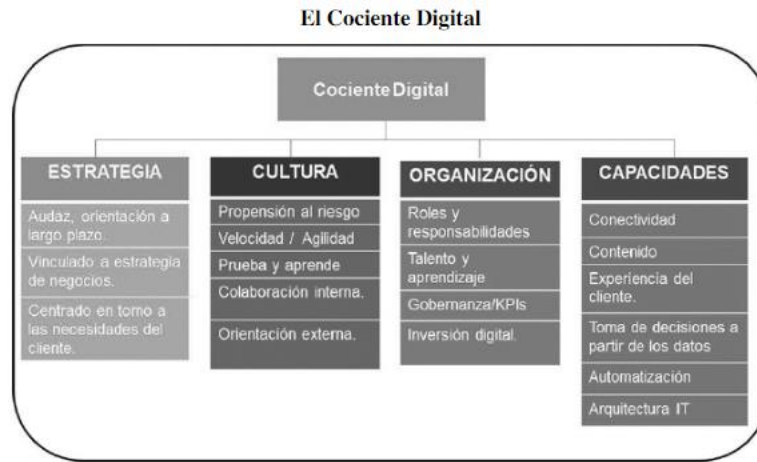 El Cociente Digital
Cociente Digital
ESTRATEGIA
Audaz, orientación a
largo plazo.
Vinculado a estrategia
de negocios.
Centrado en torno a
las necesidades del
cliente.
CULTURA
Propensión al riesgo
Velocidad / Agilidad
Prueba y aprende
Colaboración interna.
Orientación externa.
ORGANIZACIÓN
Roles y
responsabilidades
Talento y
aprendizaje
Gobernanza/KPIs
Inversión digital.
CAPACIDADES
Conectividad
Contenido
Experiencia del
cliente.
Toma de decisiones a
partir de los datos
Automatización
Arquitectura IT